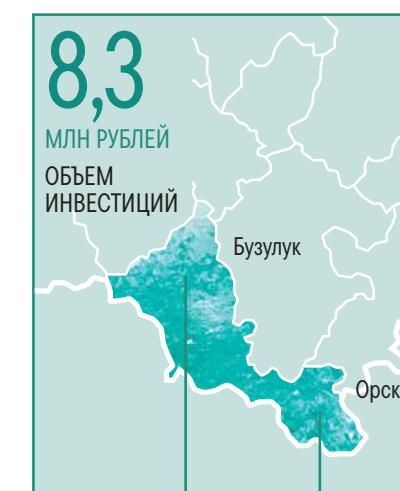 8,3
МЛН РУБЛЕЙ
ОБЪЕМ
ИНВЕСТИЦИЙ
Бузулук
Орск